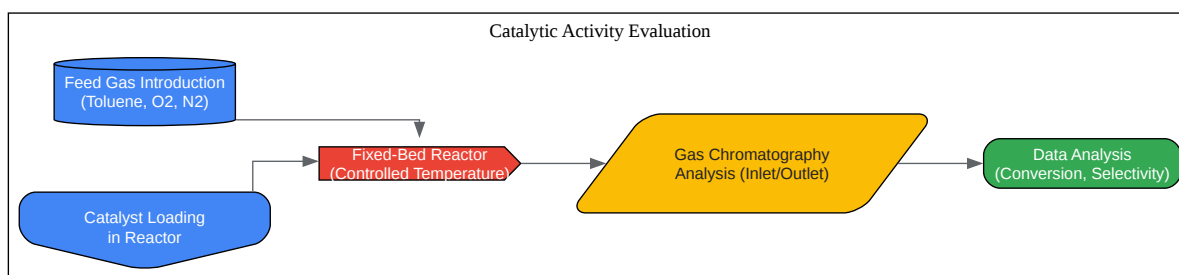 Catalytic Activity Evaluation
Feed Gas Introduction
(Toluene, O2, N2)
Fixed-Bed Reactor
(Controlled Temperature)
Gas Chromatography
Analysis (Inlet/Outlet)
Data Analysis
(Conversion, Selectivity)
Catalyst Loading
in Reactor